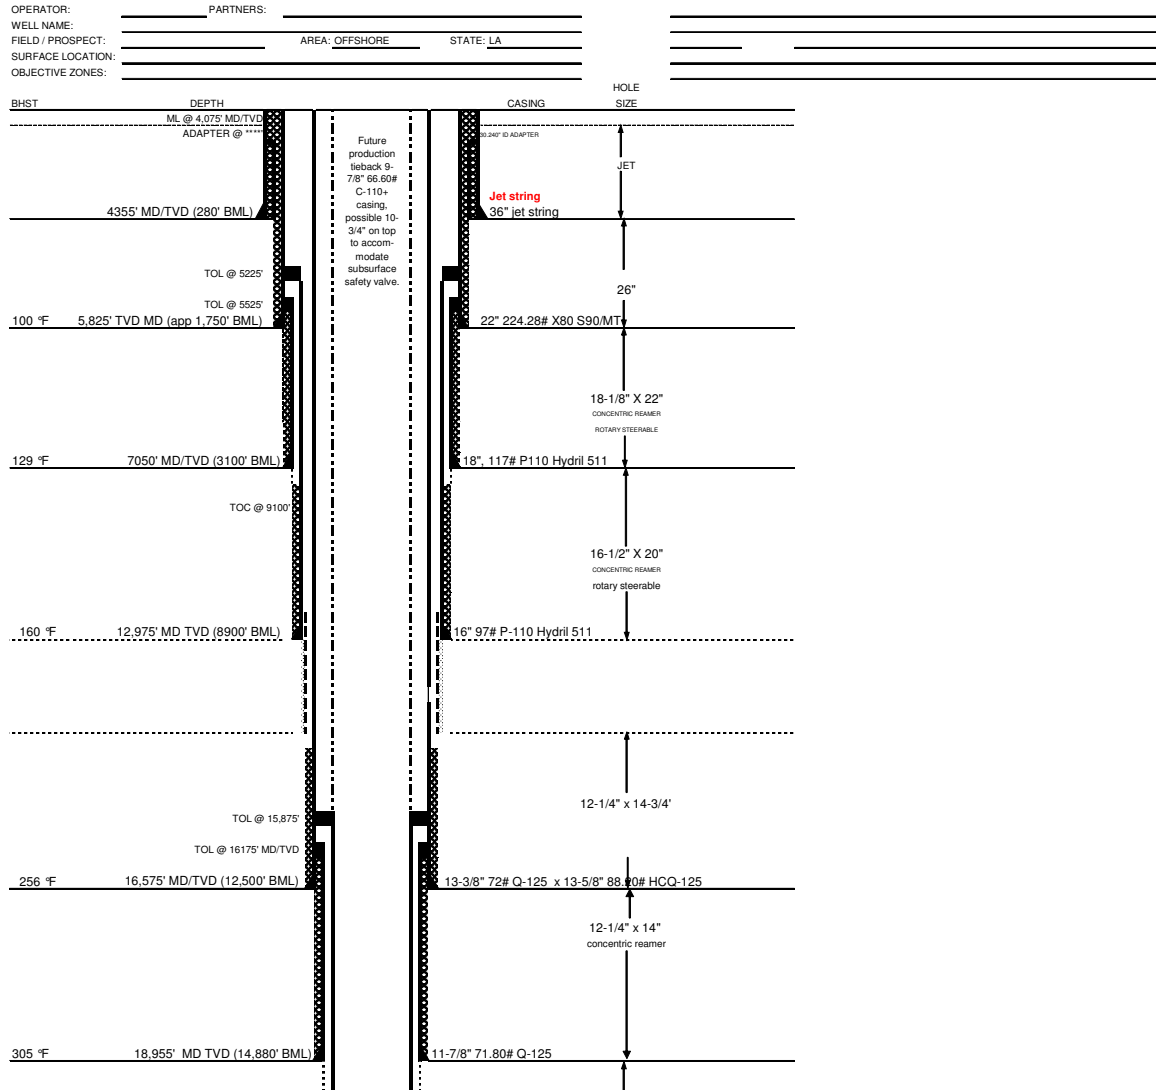 OPERATOR: PARTNERS:
WELL NAME:
FIELD / PROSPECT: AREA: OFFSHORE STATE: LA
SURFACE LOCATION:
OBJECTIVE ZONES:
HOLE
BHST DEPTH CASING SIZE
ML @ 4,075' MD/TVD
ADAPTER @ ****' 30.240" ID ADAPTER
Future
production
tieback 9-
7/8" 66.60#
C-110+
casing,
possible 10-
3/4" on top
to accom-
modate
subsurface
safety valve.
JET
Jet string
4355' MD/TVD (280' BML) 36" jet string
TOL @ 5225'
26"
TOL @ 5525'
100 °F 5,825' TVD MD (app 1,750' BML) 22" 224.28# X80 S90/MT
18-1/8" X 22"
CONCENTRIC REAMER
ROTARY STEERABLE
129 °F 7050' MD/TVD (3100' BML) 18", 117# P110 Hydril 511
TOC @ 9100'
16-1/2" X 20"
CONCENTRIC REAMER
rotary steerable
160 °F 12,975' MD TVD (8900' BML) 16" 97# P-110 Hydril 511
12-1/4" x 14-3/4'
TOL @ 15,875'
TOL @ 16175' MD/TVD
256 °F 16,575' MD/TVD (12,500' BML) 13-3/8" 72# Q-125 x 13-5/8" 88.20# HCQ-125
12-1/4" x 14"
concentric reamer
305 °F 18,955' MD TVD (14,880' BML) 11-7/8" 71.80# Q-125